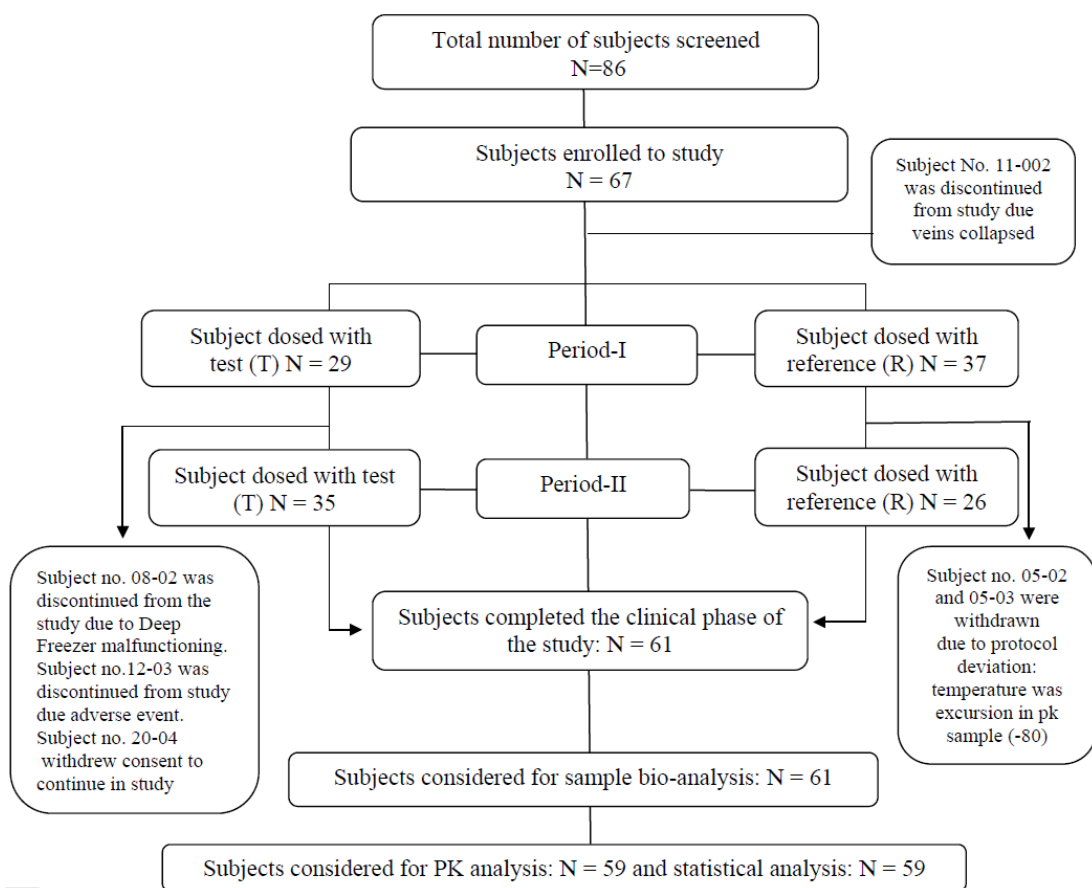 Total number of subjects screened
N=86
Subjects enrolled to study
N = 67
Subject No. 11-002
was discontinued
from study due
veins collapsed
Subject dosed with
test (T) N = 29
Period-I
Subject dosed with
reference (R) N = 37
Subject dosed with test
(T) N = 35
Period-II
Subject dosed with
reference (R) N = 26
Subject no. 08-02 was
discontinued from the
study due to Deep
Freezer malfunctioning.
Subject no.12-03 was
discontinued from study
due adverse event.
Subject no. 20-04
withdrew consent to
continue in study
Subjects completed the clinical phase of
the study: N = 61
Subject no. 05-02
and 05-03 were
withdrawn
due to protocol
deviation:
temperature was
excursion in pk
sample (-80)
Subjects considered for sample bio-analysis: N = 61
Subjects considered for PK analysis: N = 59 and statistical analysis: N = 59